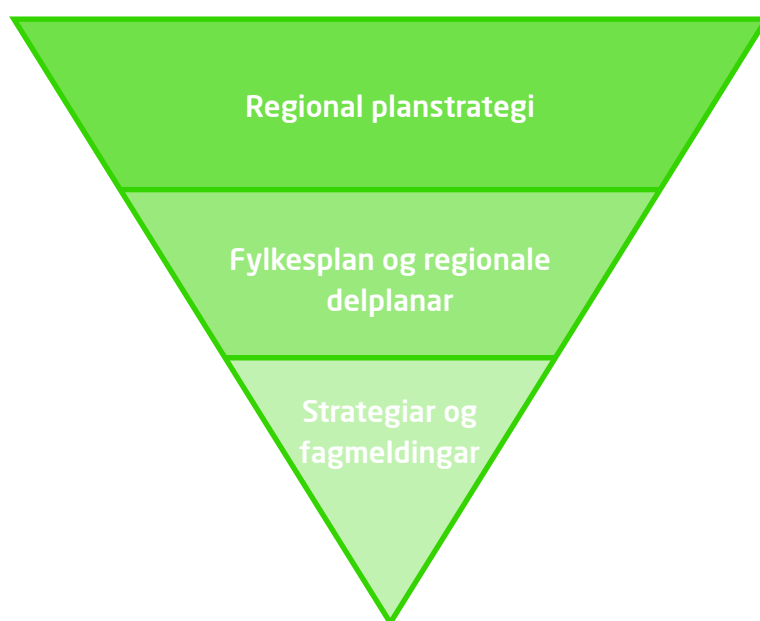 Regional planstrategi
Fylkesplan og regionale
delplanar
Strategiar og
fagmeldingar